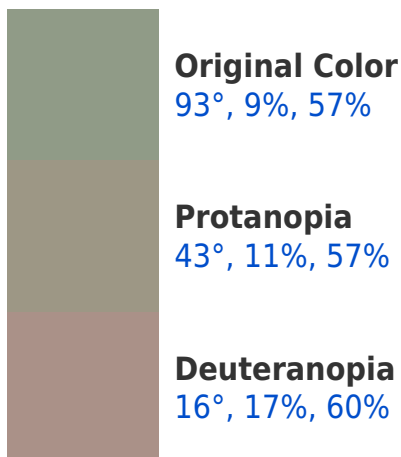 Original Color
93°, 9%, 57%
Protanopia
43°, 11%, 57%
Deuteranopia
16°, 17%, 60%